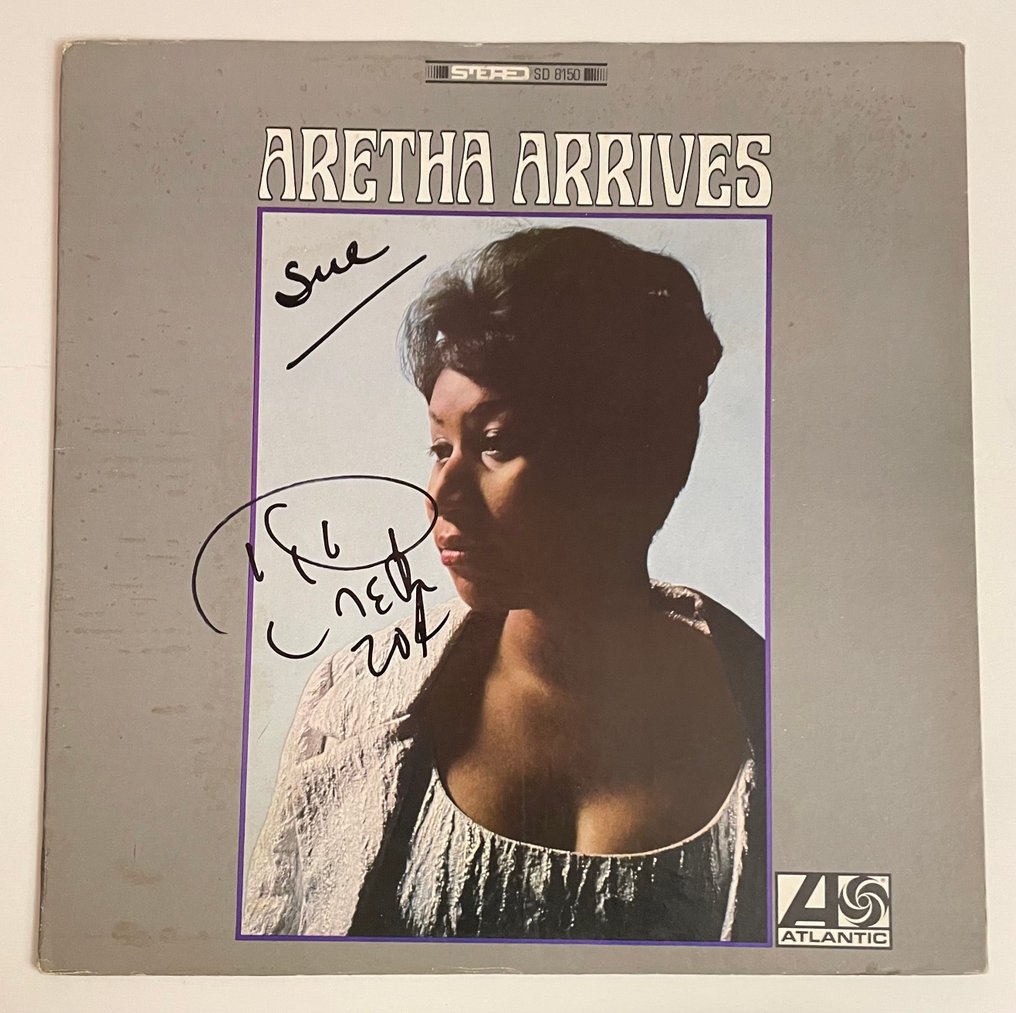 STEREO SD 8150
ARETHA ARRIVES
Sue
ATLANTIC